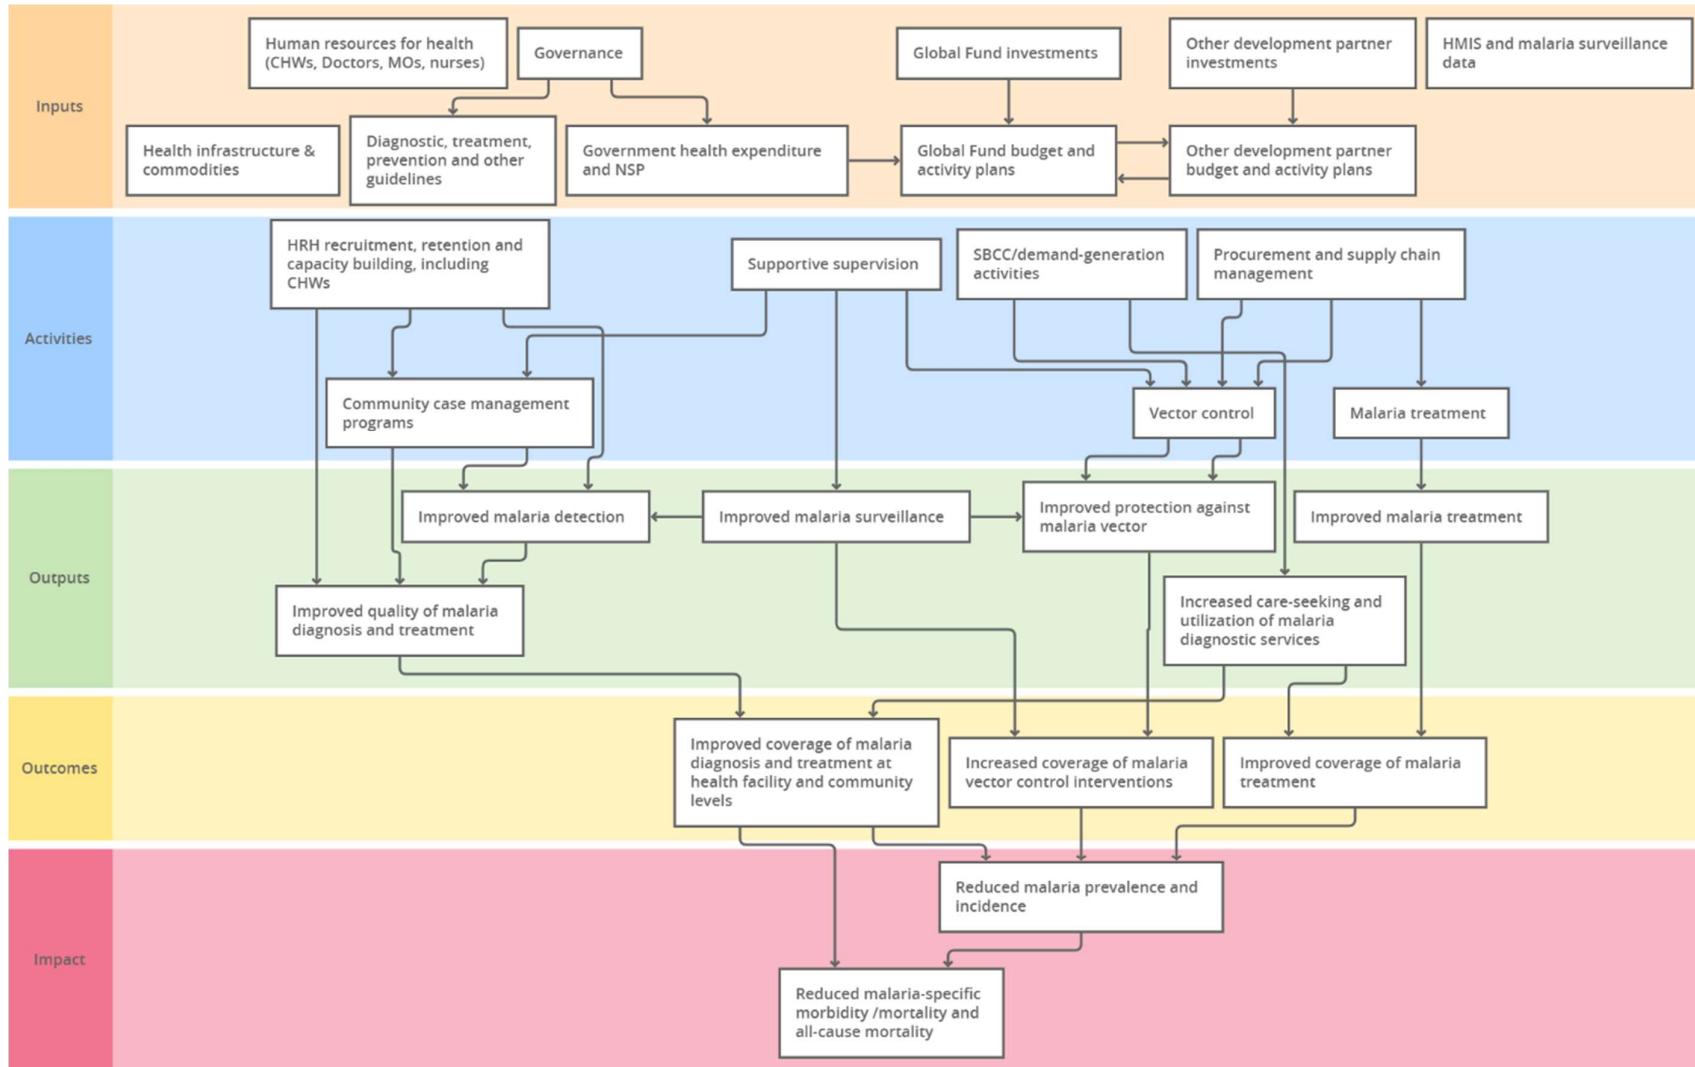 Inputs
Human resources for health
(CHWs, Doctors, MOs, nurses)
Governance
Global Fund investments
Other development partner
investments
HMIS and malaria surveillance
data
Health infrastructure &
commodities
Diagnostic, treatment,
prevention and other
guidelines
Government health expenditure
and NSP
Global Fund budget and
activity plans
Other development partner
budget and activity plans
Activities
HRH recruitment, retention and
capacity building, including
CHWs
Supportive supervision
SBCC/demand-generation
activities
Procurement and supply chain
management
Community case management
programs
Vector control
Malaria treatment
Outputs
Improved malaria detection
Improved malaria surveillance
Improved protection against
malaria vector
Improved malaria treatment
Improved quality of malaria
diagnosis and treatment
Increased care-seeking and
utilization of malaria
diagnostic services
Outcomes
Improved coverage of malaria
diagnosis and treatment at
health facility and community
levels
Increased coverage of malaria
vector control interventions
Improved coverage of malaria
treatment
Impact
Reduced malaria prevalence and
incidence
Reduced malaria-specific
morbidity /mortality and
all-cause mortality